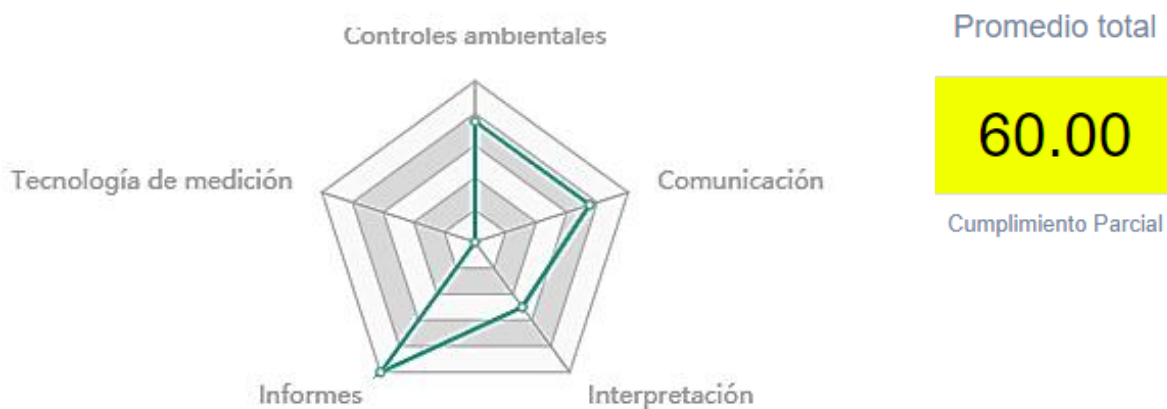 Controles ambientales
Promedio total
60.00
Cumplimiento Parcial
Tecnología de medición
Comunicación
Informes
Interpretación